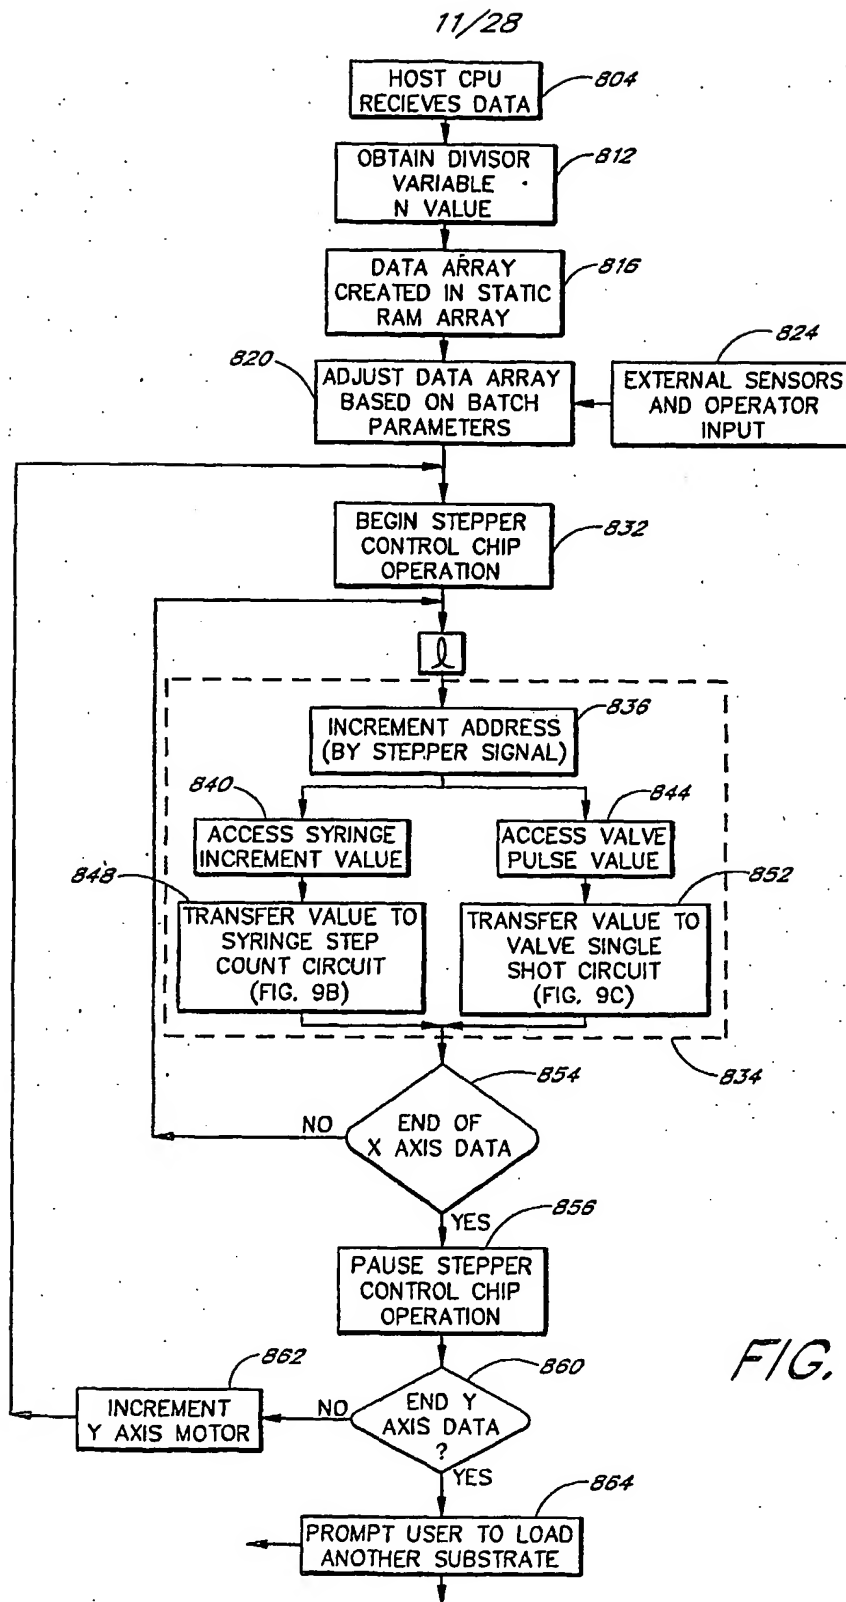 11/28
HOST CPU
RECIEVES DATA
804
OBTAIN DIVISOR
VARIABLE
N VALUE
812
DATA ARRAY
CREATED IN STATIC
RAM ARRAY
816
820
ADJUST DATA ARRAY
BASED ON BATCH
PARAMETERS
824
EXTERNAL SENSORS
AND OPERATOR
INPUT
BEGIN STEPPER
CONTROL CHIP
OPERATION
832
l
INCREMENT ADDRESS
(BY STEPPER SIGNAL)
836
840
ACCESS SYRINGE
INCREMENT VALUE
844
ACCESS VALVE
PULSE VALUE
848
TRANSFER VALUE TO
SYRINGE STEP
COUNT CIRCUIT
(FIG. 9B)
852
TRANSFER VALUE TO
VALVE SINGLE
SHOT CIRCUIT
(FIG. 9C)
834
854
END OF
X AXIS DATA
NO
YES
856
PAUSE STEPPER
CONTROL CHIP
OPERATION
860
END Y
AXIS DATA
?
NO
862
INCREMENT
Y AXIS MOTOR
YES
864
PROMPT USER TO LOAD
ANOTHER SUBSTRATE
FIG.